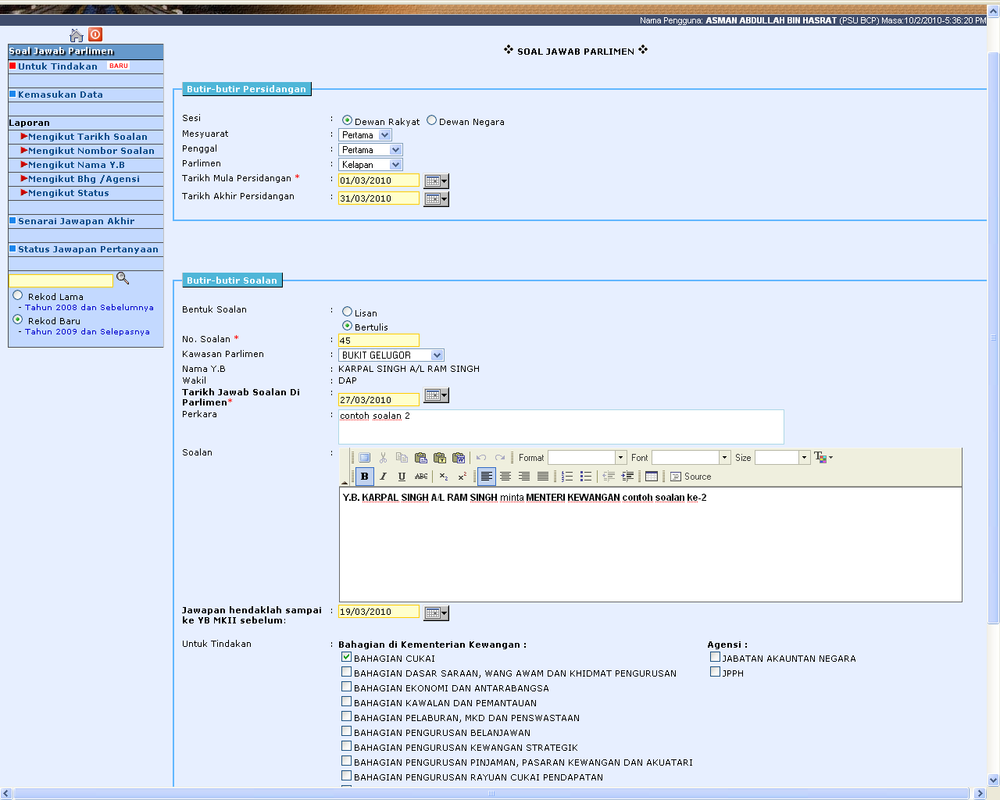 Nama Pengguna: ASMAN ABDULLAH BIN HASRAT (PSU BCP) Masa:10/2/2010-5:36:20 PM
Soal Jawab Parlimen
Untuk Tindakan BARU
Kemasukan Data
Laporan
Mengikut Tarikh Soalan
Mengikut Nombor Soalan
Mengikut Nama Y.B
Mengikut Bhg /Agensi
Mengikut Status
Senarai Jawapan Akhir
Status Jawapan Pertanyaan
Rekod Lama
- Tahun 2008 dan Sebelumnya
Rekod Baru
- Tahun 2009 dan Selepasnya
❖ SOAL JAWAB PARLIMEN ❖
Butir-butir Persidangan
Sesi : Dewan Rakyat Dewan Negara
Mesyuarat : Pertama
Penggal : Pertama
Parlimen : Kelapan
Tarikh Mula Persidangan * : 01/03/2010
Tarikh Akhir Persidangan : 31/03/2010
Butir-butir Soalan
Bentuk Soalan : Lisan
Bertulis
No. Soalan * : 45
Kawasan Parlimen : BUKIT GELUGOR
Nama Y.B : KARPAL SINGH A/L RAM SINGH
Wakil : DAP
Tarikh Jawab Soalan Di : 
Parlimen* 27/03/2010
Perkara : contoh soalan 2
Soalan :
Format Font Size
B I U ABC x2 x2 Source
Y.B. KARPAL SINGH A/L RAM SINGH minta MENTERI KEWANGAN contoh soalan ke-2
Jawapan hendaklah sampai : 19/03/2010
ke YB MKII sebelum:
Untuk Tindakan : Bahagian di Kementerian Kewangan : Agensi :
BAHAGIAN CUKAI JABATAN AKAUNTAN NEGARA
BAHAGIAN DASAR SARAAN, WANG AWAM DAN KHIDMAT PENGURUSAN JPPH
BAHAGIAN EKONOMI DAN ANTARABANGSA
BAHAGIAN KAWALAN DAN PEMANTAUAN
BAHAGIAN PELABURAN, MKD DAN PENSWASTAAN
BAHAGIAN PENGURUSAN BELANJAWAN
BAHAGIAN PENGURUSAN KEWANGAN STRATEGIK
BAHAGIAN PENGURUSAN PINJAMAN, PASARAN KEWANGAN DAN AKUATARI
BAHAGIAN PENGURUSAN RAYUAN CUKAI PENDAPATAN